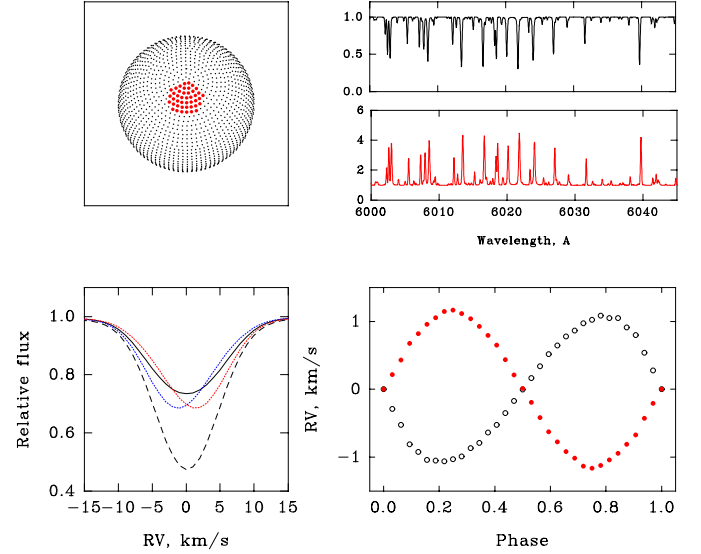 1.0
0.5
0.0
6
4
2
0
6000 6010 6020 6030 6040
Wavelength, A
1.0
0.8
0.6
0.4
Relative flux
−15 −10 −5 0 5 10 15
RV, km/s
1
0
−1
RV, km/s
0.0 0.2 0.4 0.6 0.8 1.0
Phase